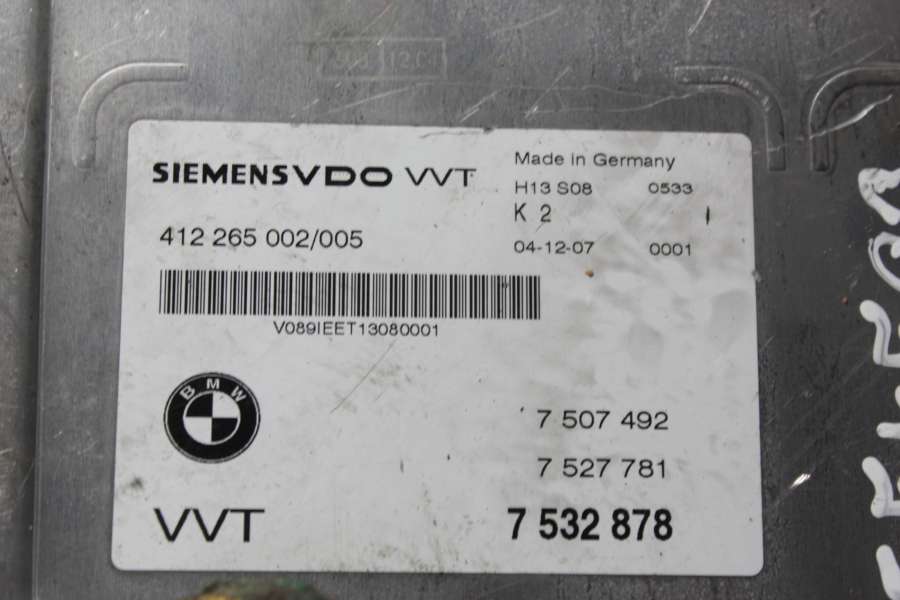 SIEMENSVDO VVT
Made in Germany
H13 S08 0533
K 2
04-12-07 0001
412 265 002/005
V089IEET13080001
BMW
7 507 492
7 527 781
VVT
7 532 878